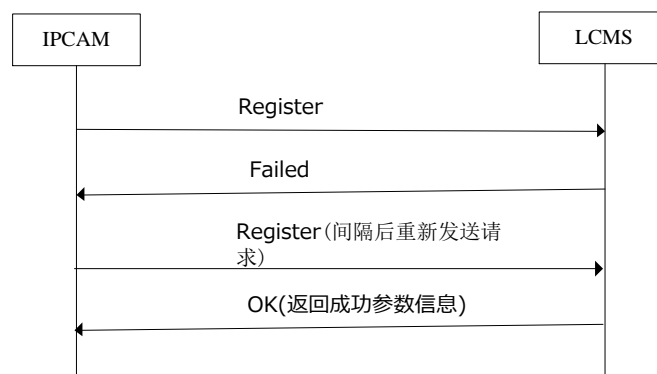 IPCAM
LCMS
Register
Failed
Register(间隔后重新发送请
求)
OK(返回成功参数信息)